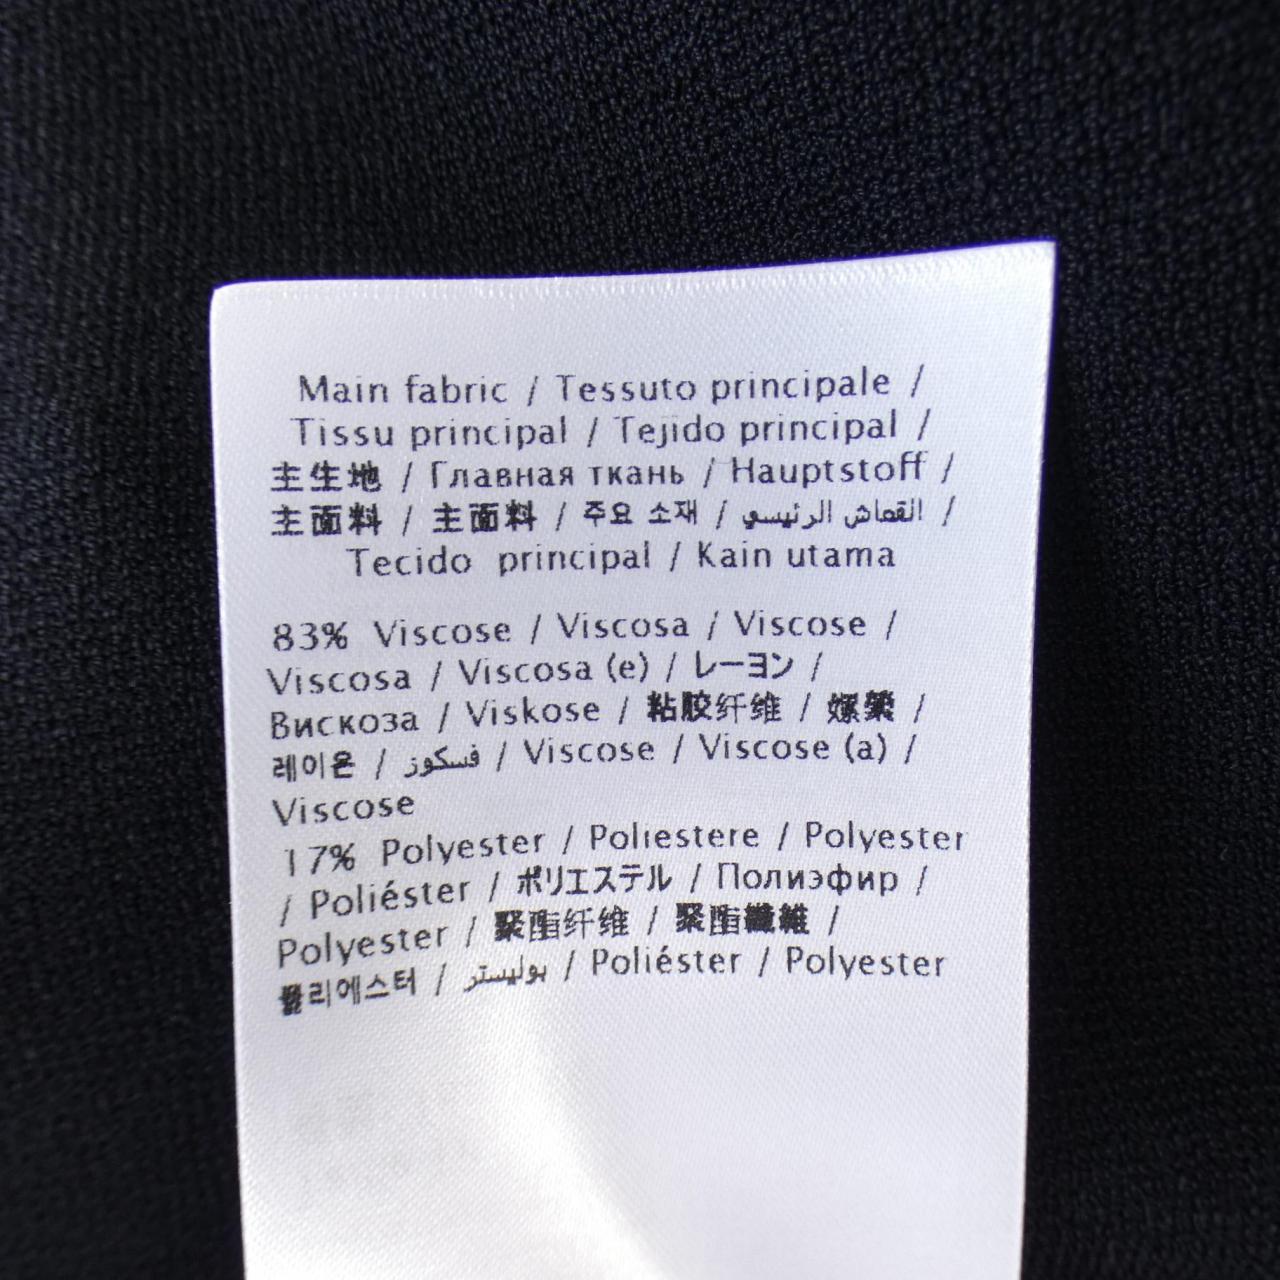 Main fabric / Tessuto principale /
Tissu principal / Tejido principal /
主生地 / Главная ткань / Hauptstoff /
主面料 / 主面料 / 주요 소재 / القماش الرئيسي /
Tecido principal / Kain utama
83% Viscose / Viscosa / Viscose /
Viscosa / Viscosa (e) / レーヨン /
Вискоза / Viskose / 粘胶纤维 / 嫘縈 /
레이온 / فسكوز / Viscose / Viscose (a) /
Viscose
17% Polyester / Poliestere / Polyester
/ Poliéster / ポリエステル / Полиэфир /
Polyester / 聚酯纤维 / 聚酯纖維 /
폴리에스터 / بوليستر / Poliéster / Polyester